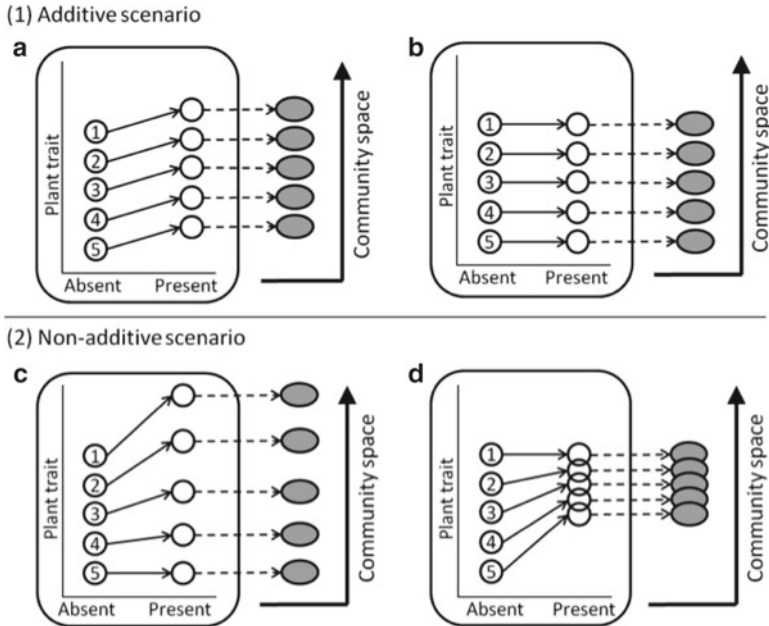 (1) Additive scenario
a
b
Plant trait
1
2
3
4
5
Absent Present
Community space
Plant trait
1
2
3
4
5
Absent Present
Community space
(2) Non-additive scenario
c
d
Plant trait
1
2
3
4
5
Absent Present
Community space
Plant trait
1
2
3
4
5
Absent Present
Community space